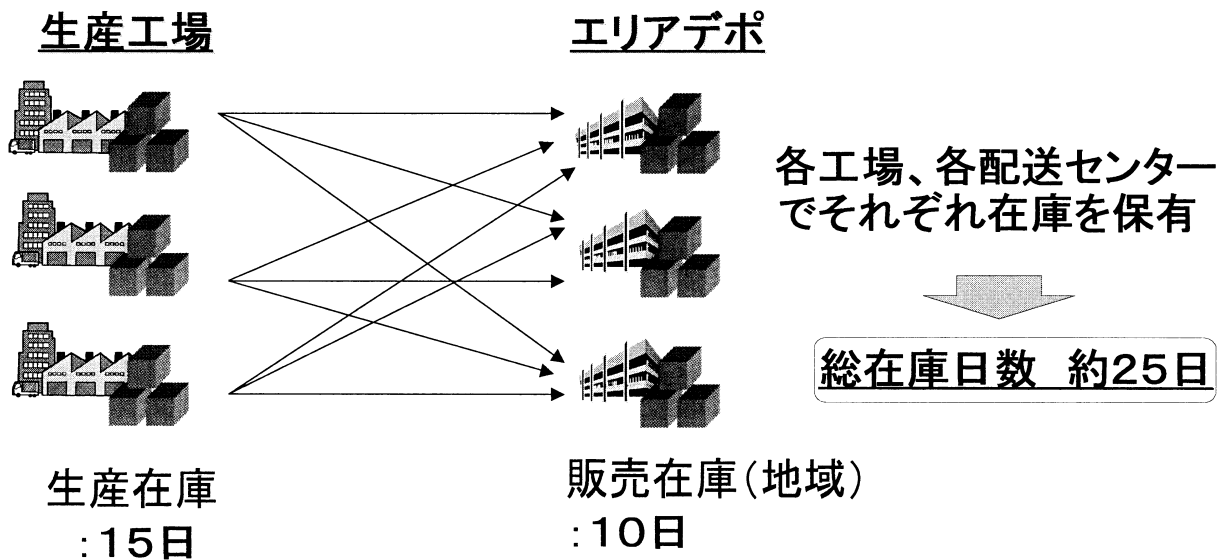 生産工場
エリアデポ
各工場、各配送センター
でそれぞれ在庫を保有
総在庫日数　約25日
生産在庫
：15日
販売在庫（地域）
：10日